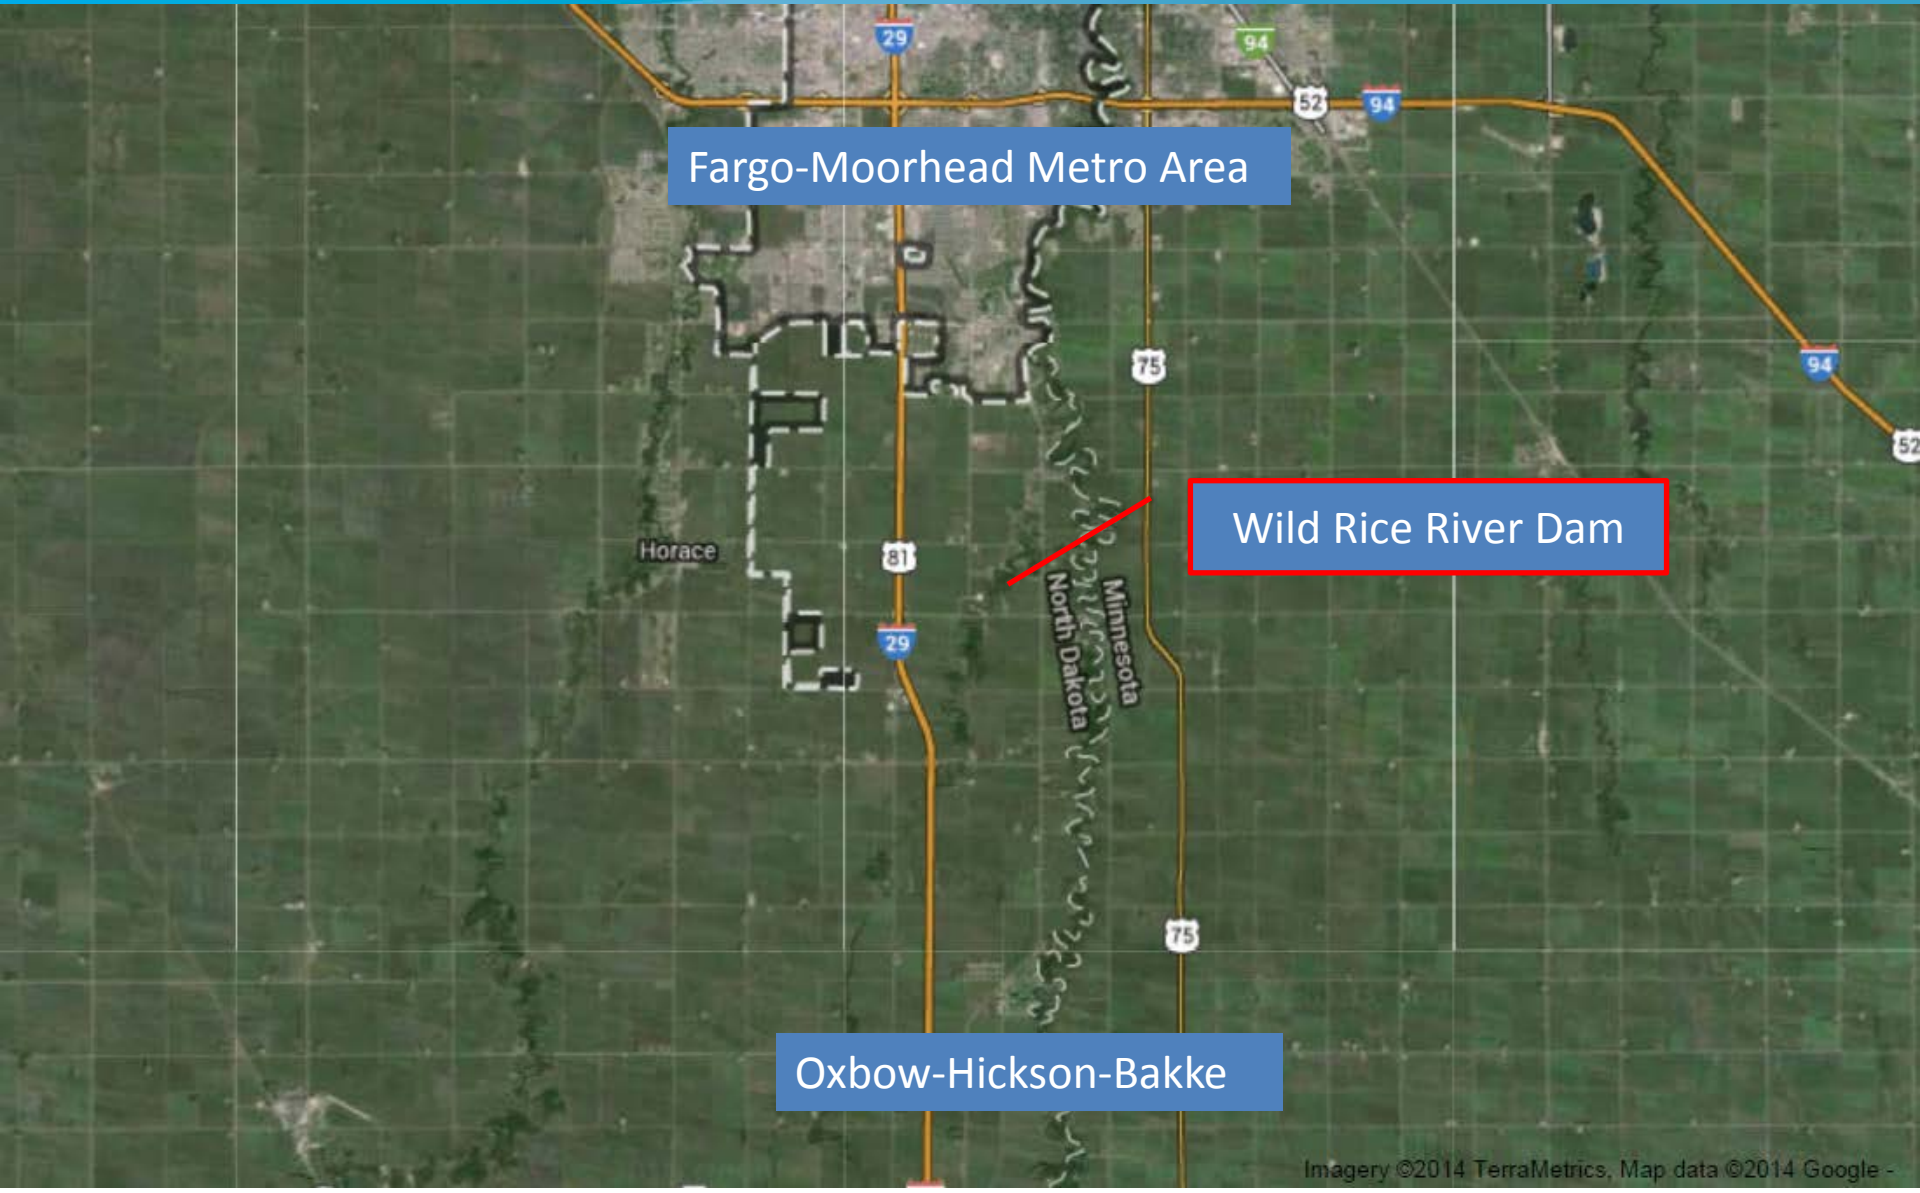 29
94
52
94
Fargo-Moorhead Metro Area
75
94
52
Wild Rice River Dam
Horace
81
North Dakota
Minnesota
29
75
Oxbow-Hickson-Bakke
Imagery ©2014 TerraMetrics, Map data ©2014 Google -